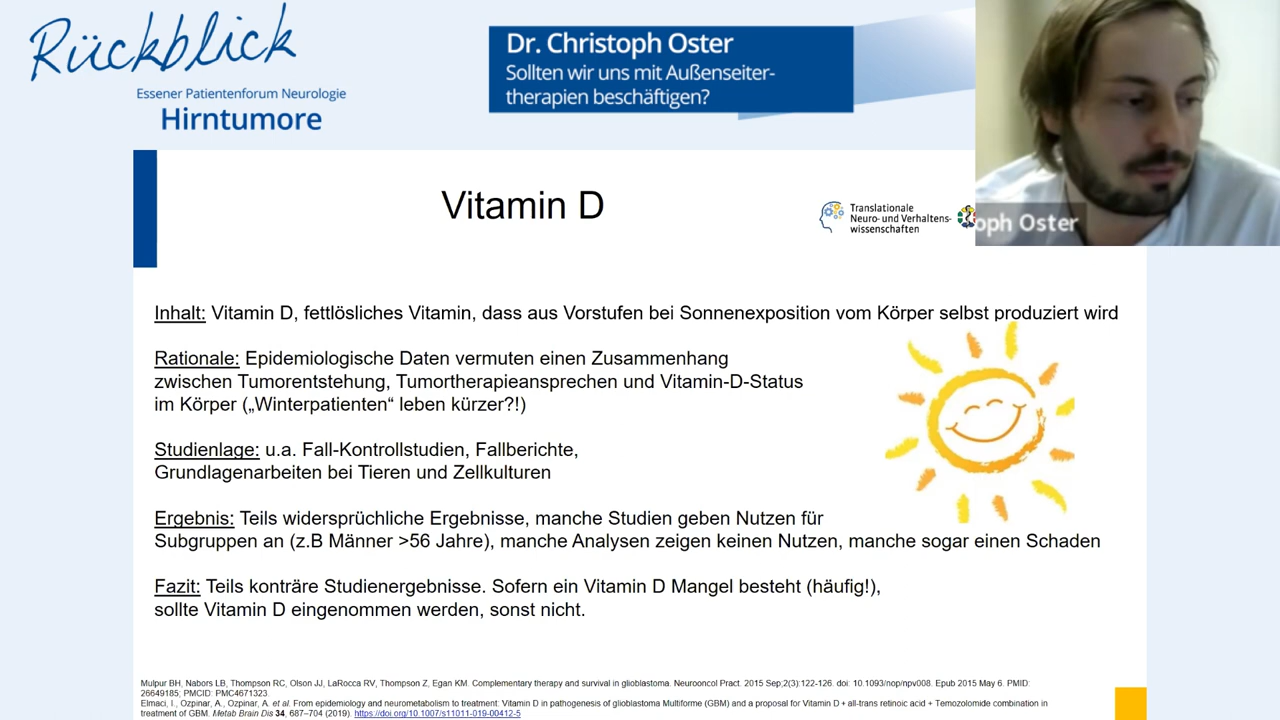 Rückblick
Essener Patientenforum Neurologie
Hirntumore
Dr. Christoph Oster
Sollten wir uns mit Außenseiter-
therapien beschäftigen?
Vitamin D
Translationale
Neuro- und Verhaltens-
wissenschaften
oph Oster
Inhalt: Vitamin D, fettlösliches Vitamin, dass aus Vorstufen bei Sonnenexposition vom Körper selbst produziert wird
Rationale: Epidemiologische Daten vermuten einen Zusammenhang
zwischen Tumorentstehung, Tumortherapieansprechen und Vitamin-D-Status
im Körper („Winterpatienten“ leben kürzer?!)
Studienlage: u.a. Fall-Kontrollstudien, Fallberichte,
Grundlagenarbeiten bei Tieren und Zellkulturen
Ergebnis: Teils widersprüchliche Ergebnisse, manche Studien geben Nutzen für
Subgruppen an (z.B Männer >56 Jahre), manche Analysen zeigen keinen Nutzen, manche sogar einen Schaden
Fazit: Teils konträre Studienergebnisse. Sofern ein Vitamin D Mangel besteht (häufig!),
sollte Vitamin D eingenommen werden, sonst nicht.
Mulpur BH, Nabors LB, Thompson RC, Olson JJ, LaRocca RV, Thompson Z, Egan KM. Complementary therapy and survival in glioblastoma. Neurooncol Pract. 2015 Sep;2(3):122-126. doi: 10.1093/nop/npv008. Epub 2015 May 6. PMID:
26649185; PMCID: PMC4671323.
Elmaci, I., Ozpinar, A., Ozpinar, A. et al. From epidemiology and neurometabolism to treatment: Vitamin D in pathogenesis of glioblastoma Multiforme (GBM) and a proposal for Vitamin D + all-trans retinoic acid + Temozolomide combination in
treatment of GBM. Metab Brain Dis 34, 687–704 (2019). https://doi.org/10.1007/s11011-019-00412-5